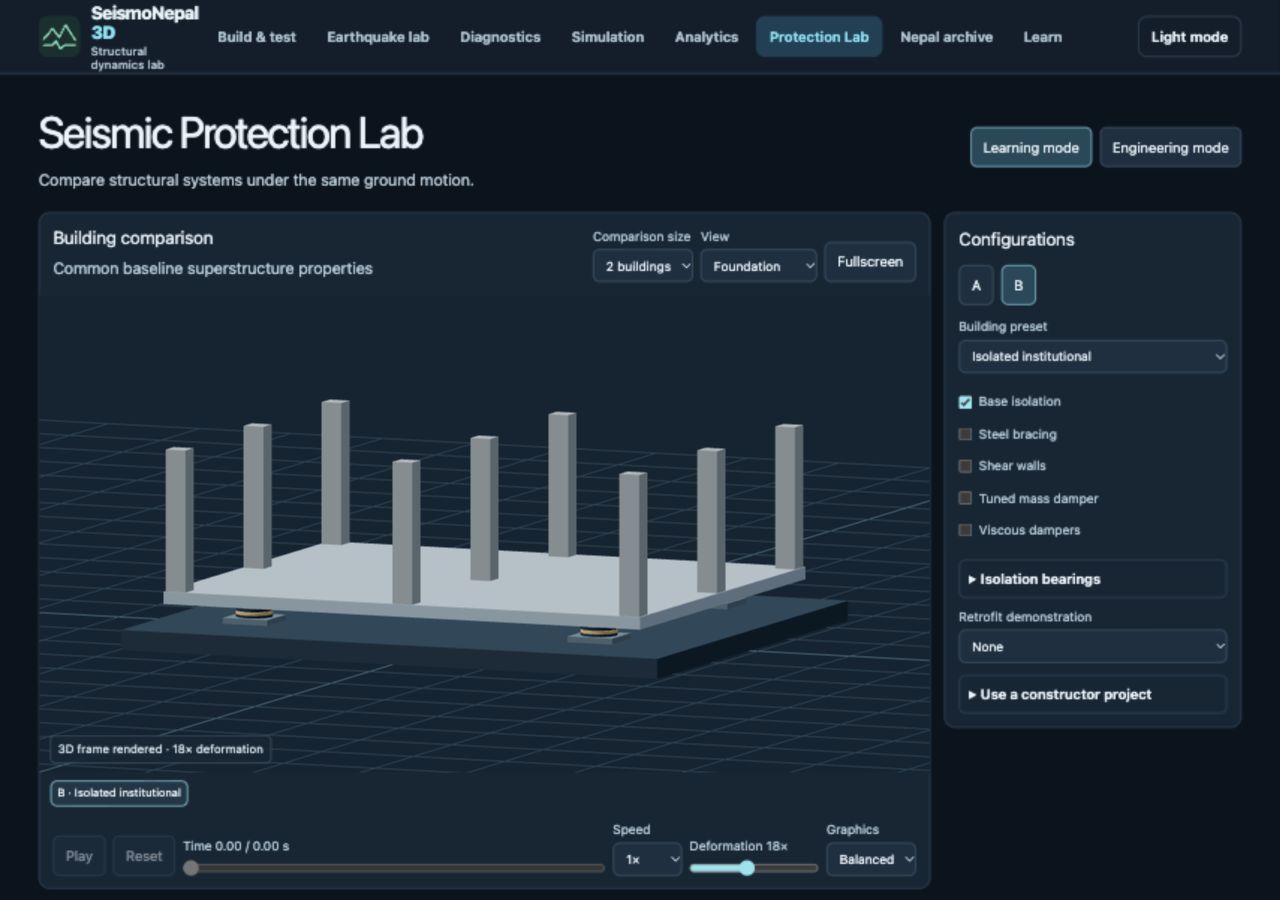 SeismoNepal
3D
Structural
dynamics lab
Build & test
Earthquake lab
Diagnostics
Simulation
Analytics
Protection Lab
Nepal archive
Learn
Light mode
Seismic Protection Lab
Compare structural systems under the same ground motion.
Learning mode
Engineering mode
Building comparison
Common baseline superstructure properties
Comparison size
2 buildings
View
Foundation
Fullscreen
3D frame rendered · 18× deformation
B · Isolated institutional
Play
Reset
Time 0.00 / 0.00 s
Speed
1×
Deformation 18×
Graphics
Balanced
Configurations
A
B
Building preset
Isolated institutional
Base isolation
Steel bracing
Shear walls
Tuned mass damper
Viscous dampers
▸ Isolation bearings
Retrofit demonstration
None
▸ Use a constructor project